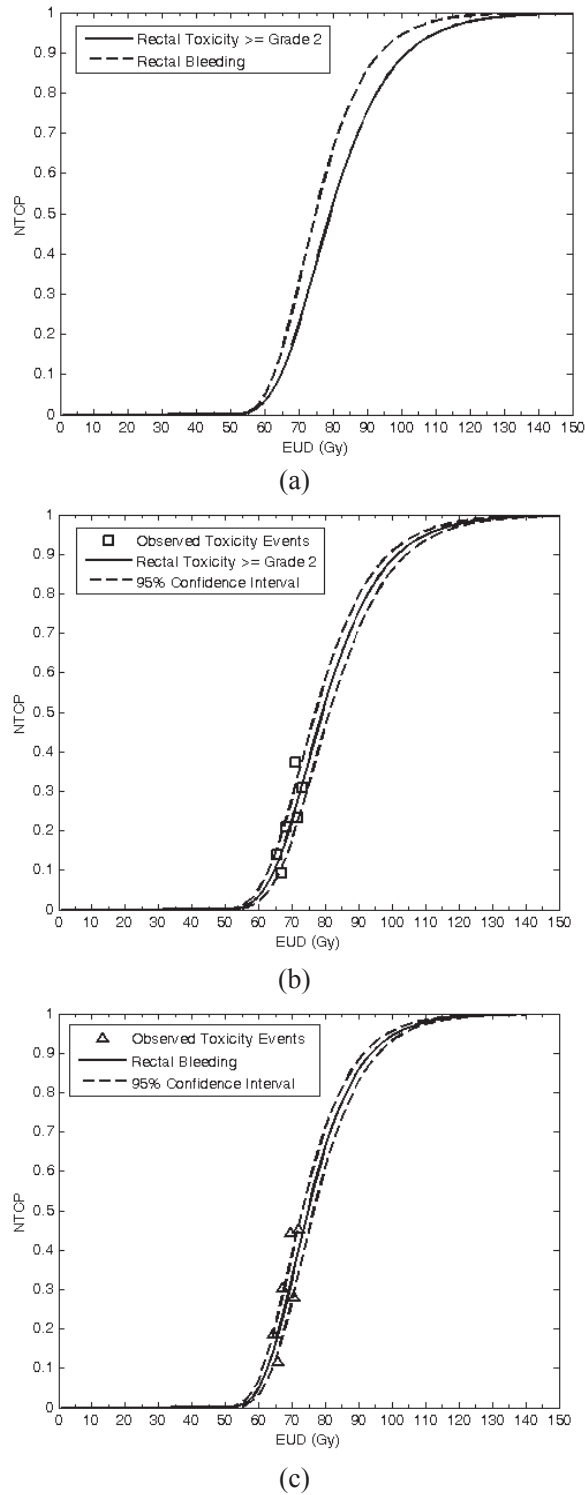 1
0.9
0.8
0.7
0.6
0.5
0.4
0.3
0.2
0.1
0
NTCP
Rectal Toxicity >= Grade 2
Rectal Bleeding
0 10 20 30 40 50 60 70 80 90 100 110 120 130 140 150
EUD (Gy)
(a)
1
0.9
0.8
0.7
0.6
0.5
0.4
0.3
0.2
0.1
0
NTCP
Observed Toxicity Events
Rectal Toxicity >= Grade 2
95% Confidence Interval
0 10 20 30 40 50 60 70 80 90 100 110 120 130 140 150
EUD (Gy)
(b)
1
0.9
0.8
0.7
0.6
0.5
0.4
0.3
0.2
0.1
0
NTCP
Observed Toxicity Events
Rectal Bleeding
95% Confidence Interval
0 10 20 30 40 50 60 70 80 90 100 110 120 130 140 150
EUD (Gy)
(c)